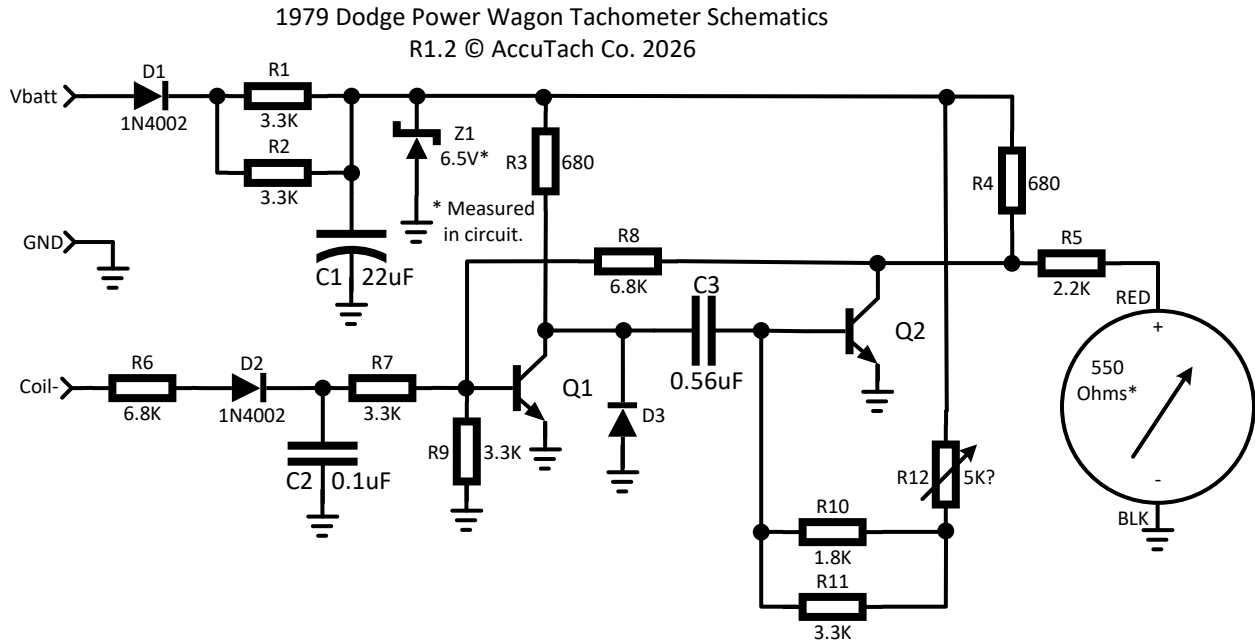 1979 Dodge Power Wagon Tachometer Schematics
R1.2 © AccuTach Co. 2026
Vbatt
D1
1N4002
R1
3.3K
R2
3.3K
Z1
6.5V*
* Measured
in circuit.
R3
680
R4
680
GND
C1
22uF
R8
6.8K
R5
2.2K
RED
C3
0.56uF
Q2
Coil-
R6
6.8K
D2
1N4002
R7
3.3K
Q1
D3
+
550
Ohms*
-
BLK
C2
0.1uF
R9
3.3K
R12
5K?
R10
1.8K
R11
3.3K